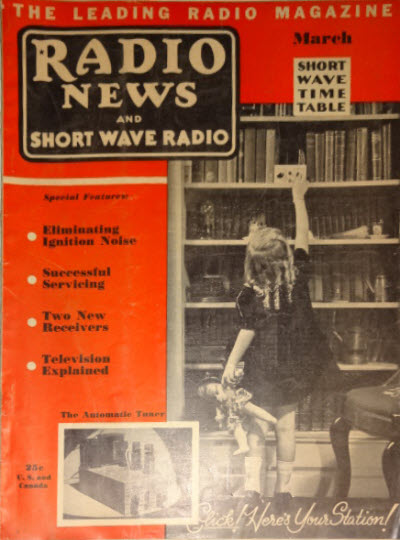 THE LEADING RADIO MAGAZINE
RADIO
NEWS
AND
SHORT WAVE RADIO
March
SHORT
WAVE
TIME
TABLE
Special Features:
Eliminating
Ignition Noise
Successful
Servicing
Two New
Receivers
Television
Explained
The Automatic Tuner
25c
U. S. and
Canada
Click! Here's Your Station!